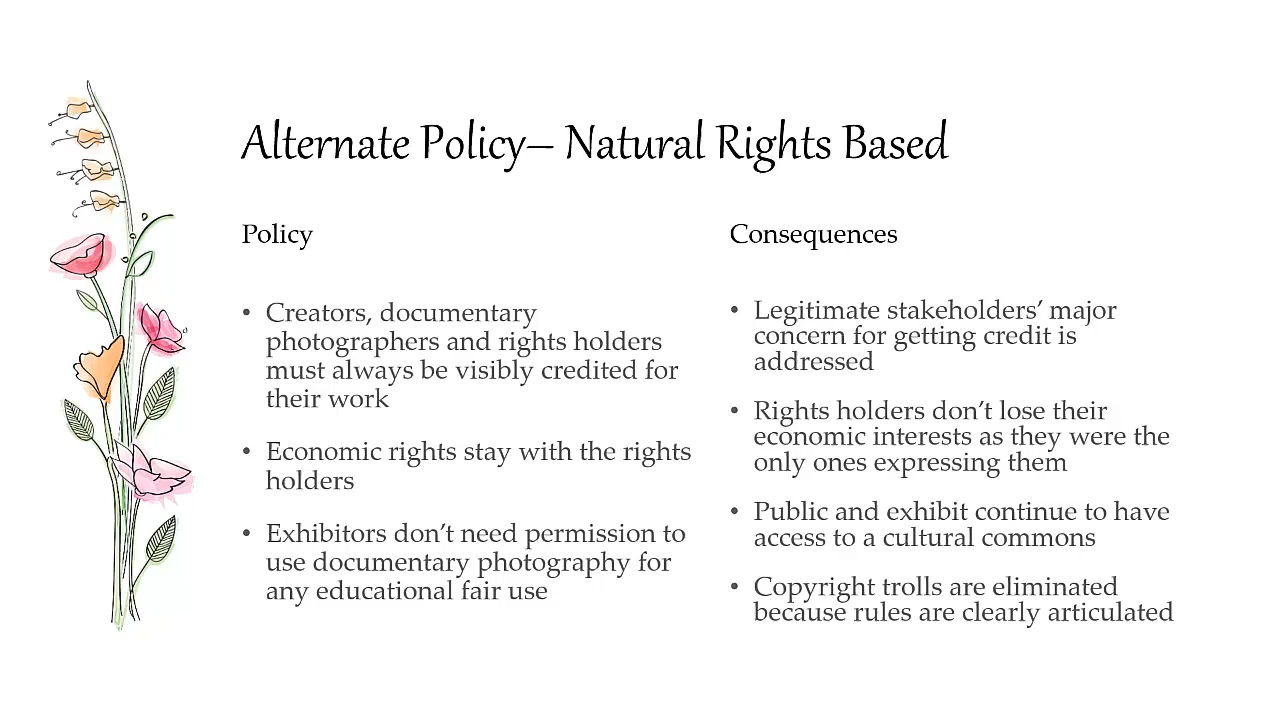 Alternate Policy– Natural Rights Based
Policy
• Creators, documentary
photographers and rights holders
must always be visibly credited for
their work
• Economic rights stay with the rights
holders
• Exhibitors don’t need permission to
use documentary photography for
any educational fair use
Consequences
• Legitimate stakeholders’ major
concern for getting credit is
addressed
• Rights holders don’t lose their
economic interests as they were the
only ones expressing them
• Public and exhibit continue to have
access to a cultural commons
• Copyright trolls are eliminated
because rules are clearly articulated